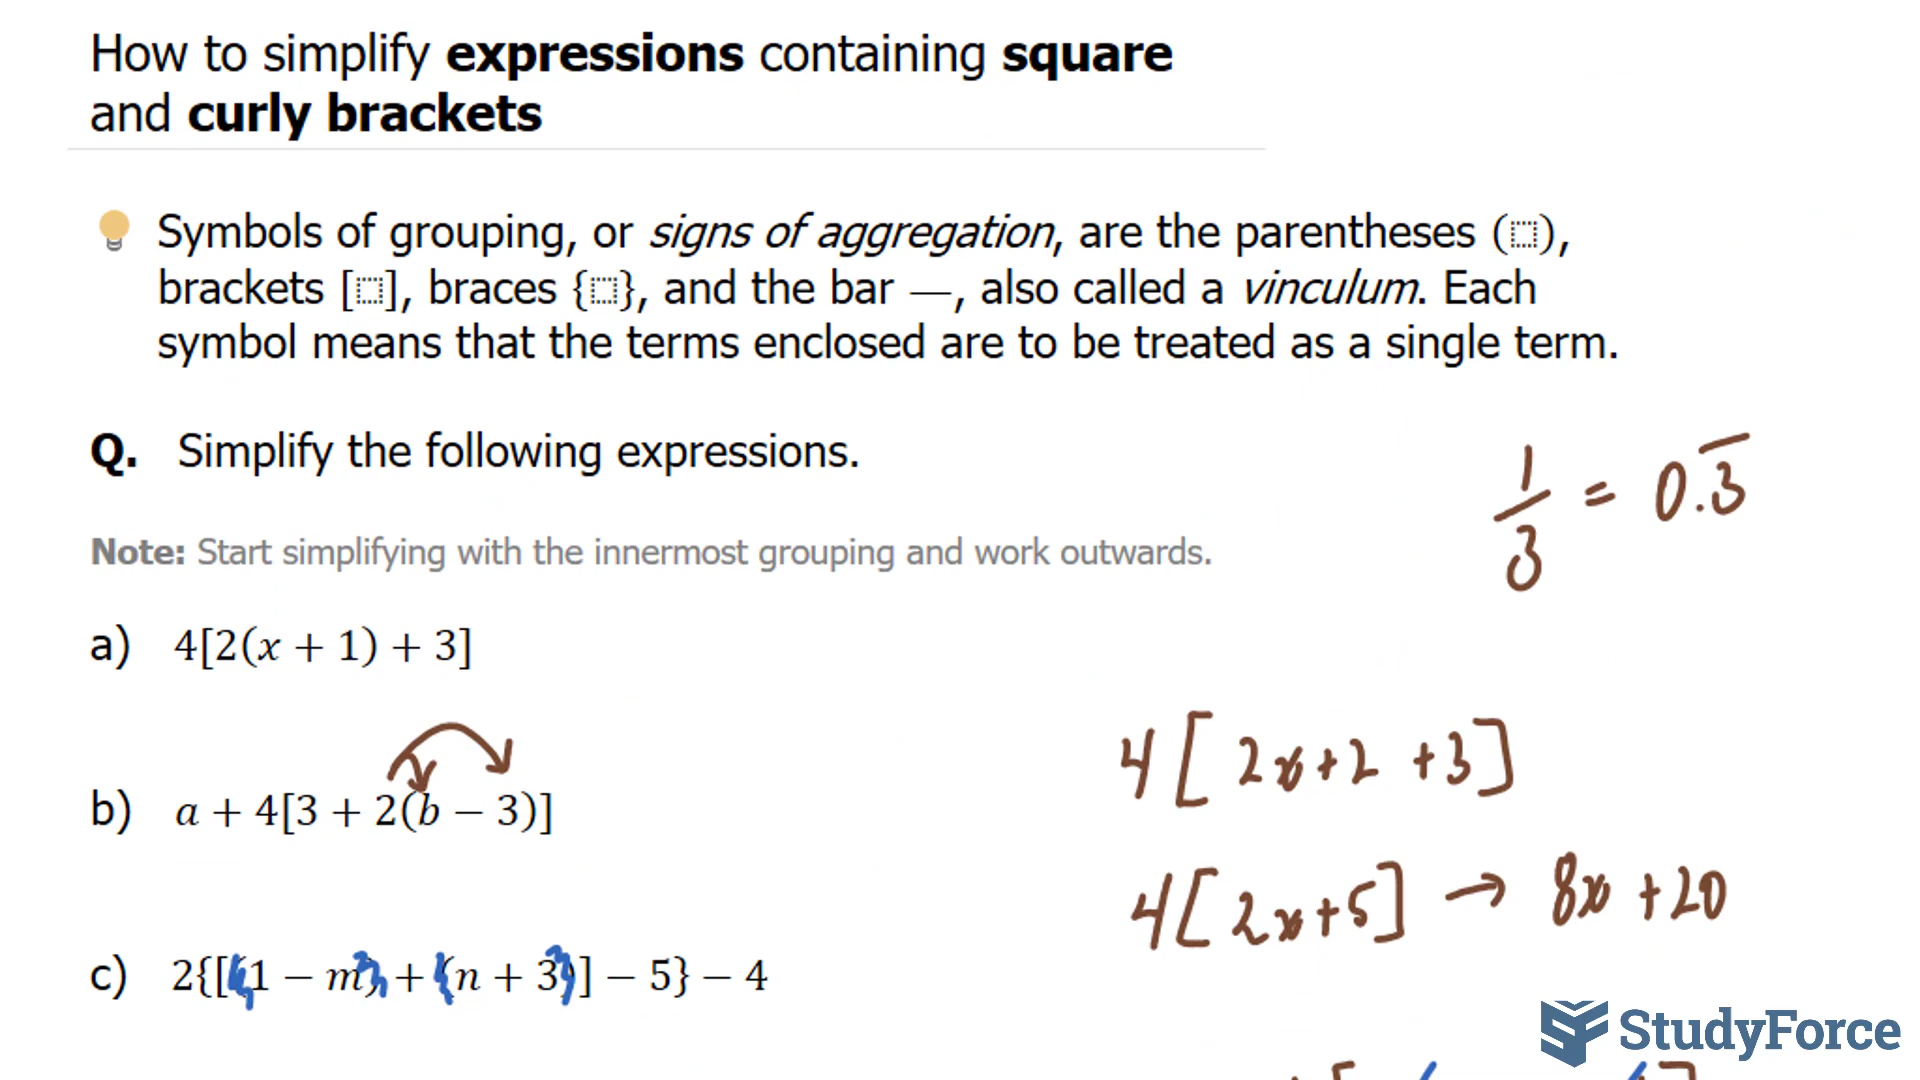 How to simplify expressions containing square
and curly brackets
Symbols of grouping, or signs of aggregation, are the parentheses (⬚),
brackets [⬚], braces {⬚}, and the bar —, also called a vinculum. Each
symbol means that the terms enclosed are to be treated as a single term.
Q. Simplify the following expressions.
1/3 = 0.3̅
Note: Start simplifying with the innermost grouping and work outwards.
a) 4[2(x + 1) + 3]
4[2x+2 +3]
b) a + 4[3 + 2(b − 3)]
4[2x+5] → 8x +20
c) 2{[(1 − m) + (n + 3)] − 5} − 4
StudyForce